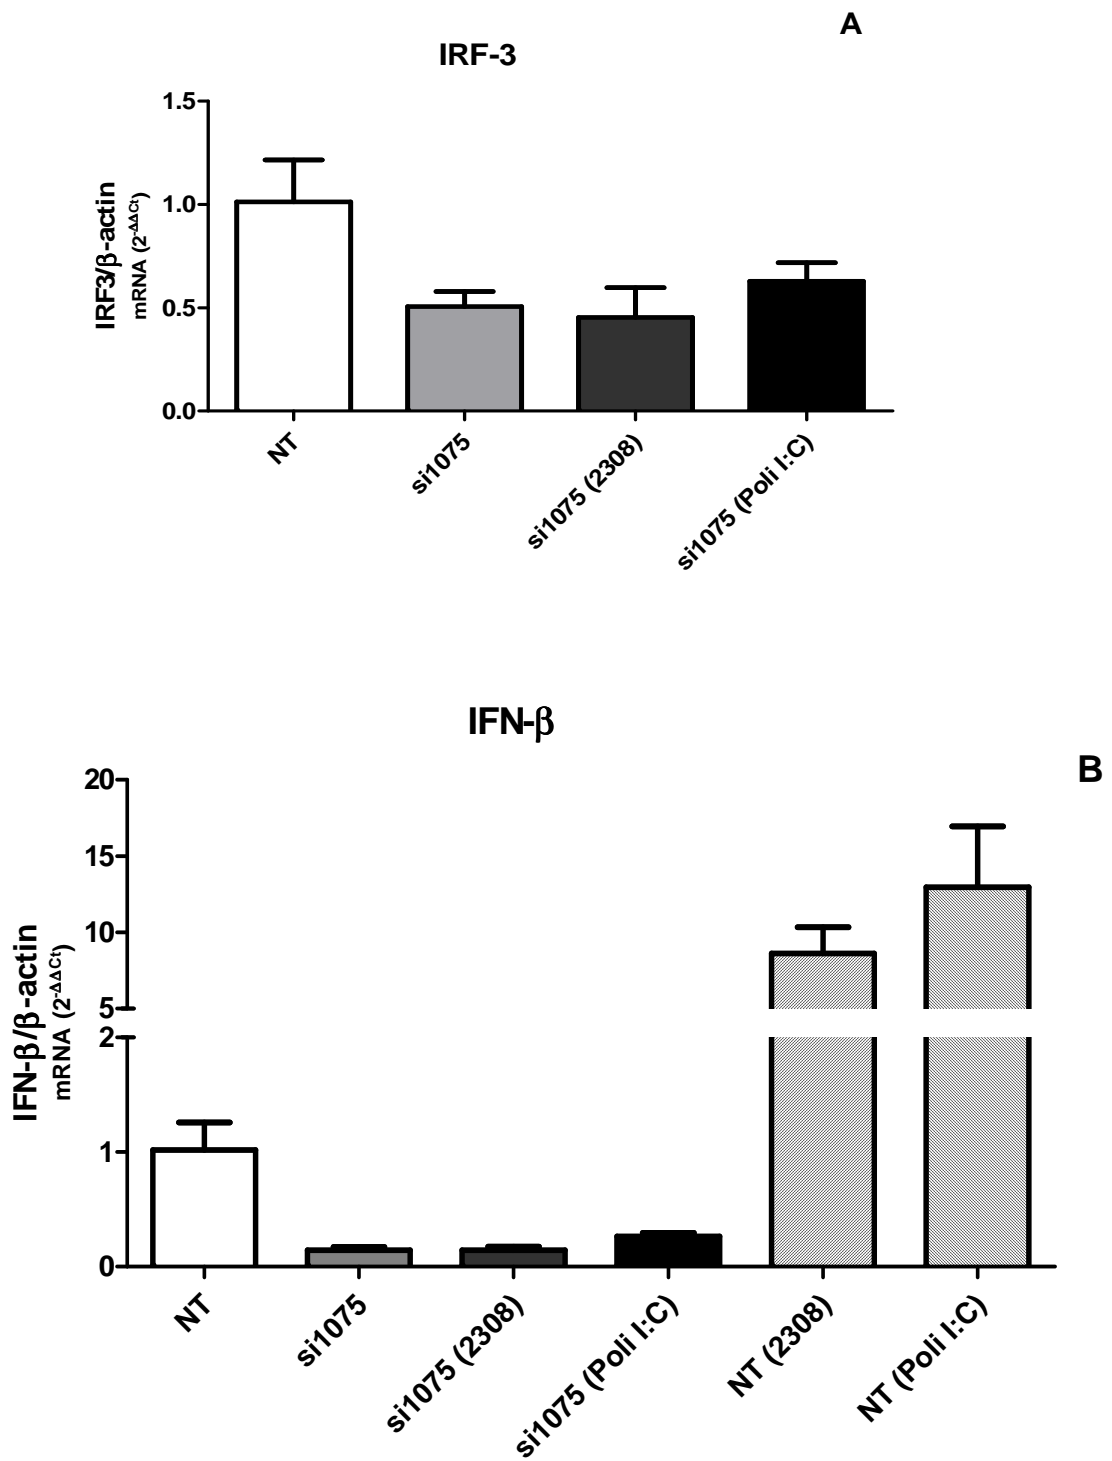 A
IRF-3
IRF3/β-actin
mRNA (2-ΔΔCt)
1.5
1.0
0.5
0.0
NT
si1075
si1075 (2308)
si1075 (Poli I:C)
IFN-β
B
IFN-β/β-actin
mRNA (2-ΔΔCt)
20
15
10
5
2
1
0
NT
si1075
si1075 (2308)
si1075 (Poli I:C)
NT (2308)
NT (Poli I:C)